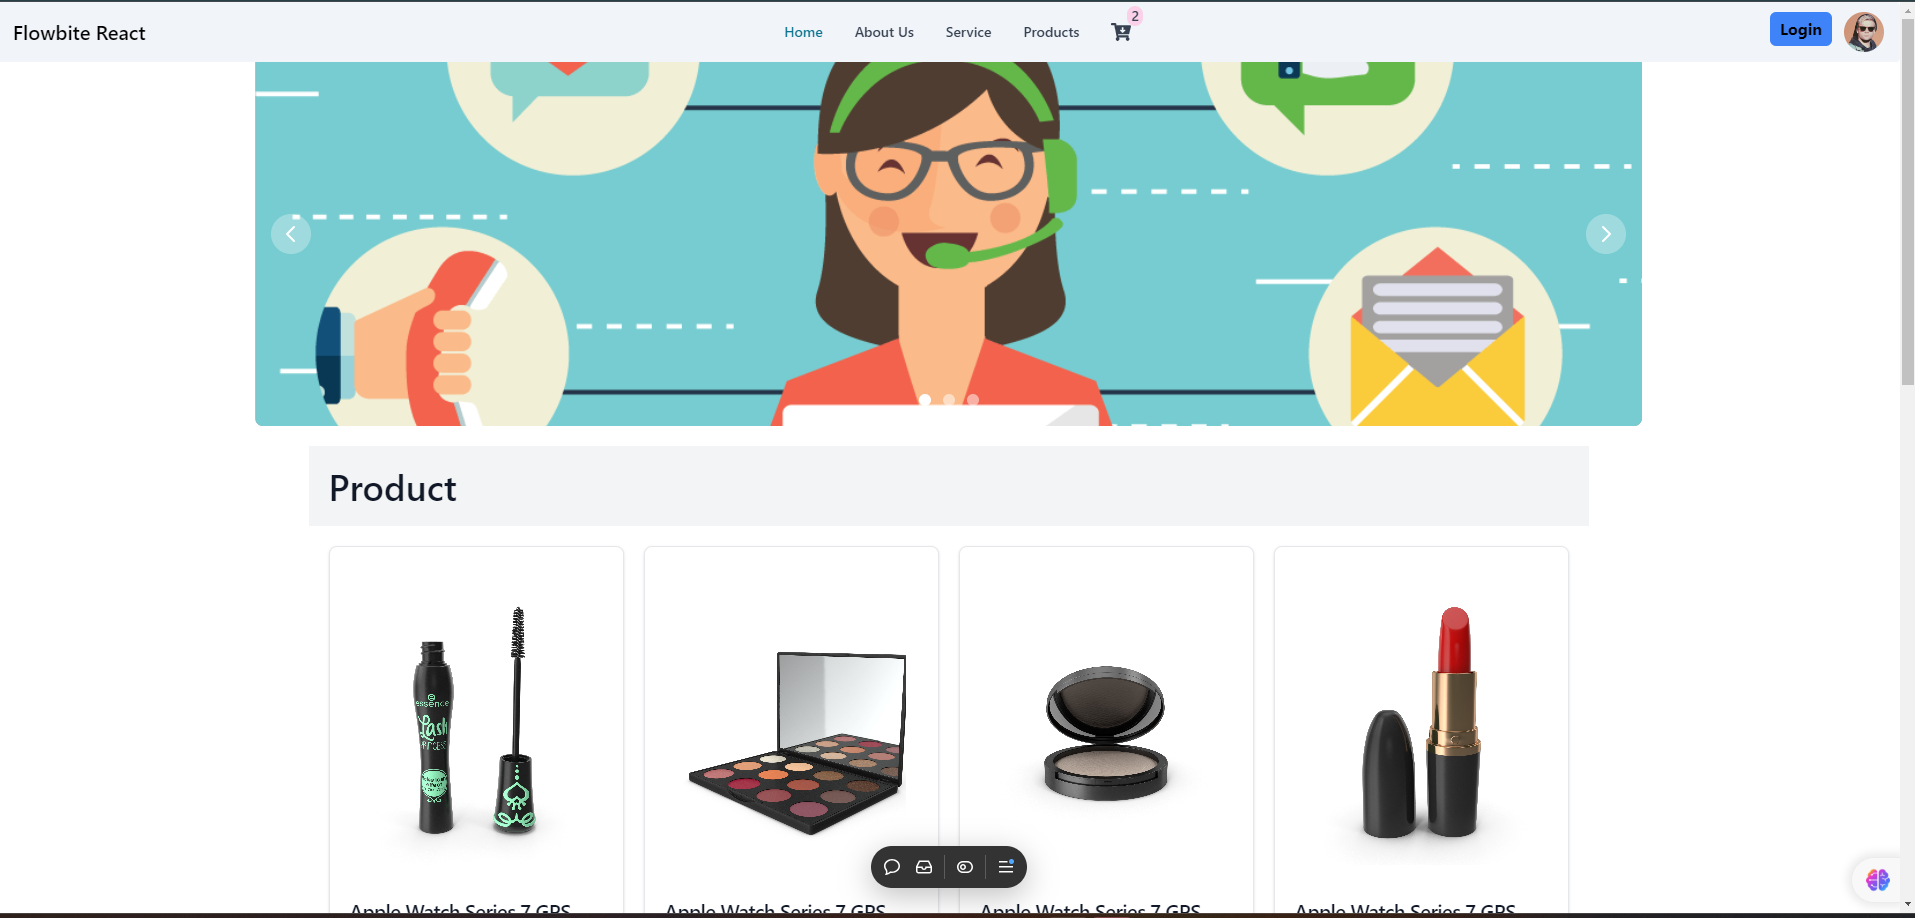 Flowbite React
Home
About Us
Service
Products
2
Login
Product
essence
Lash
PRINCESS
Apple Watch Series 7 GPS,
Apple Watch Series 7 GPS,
Apple Watch Series 7 GPS,
Apple Watch Series 7 GPS,